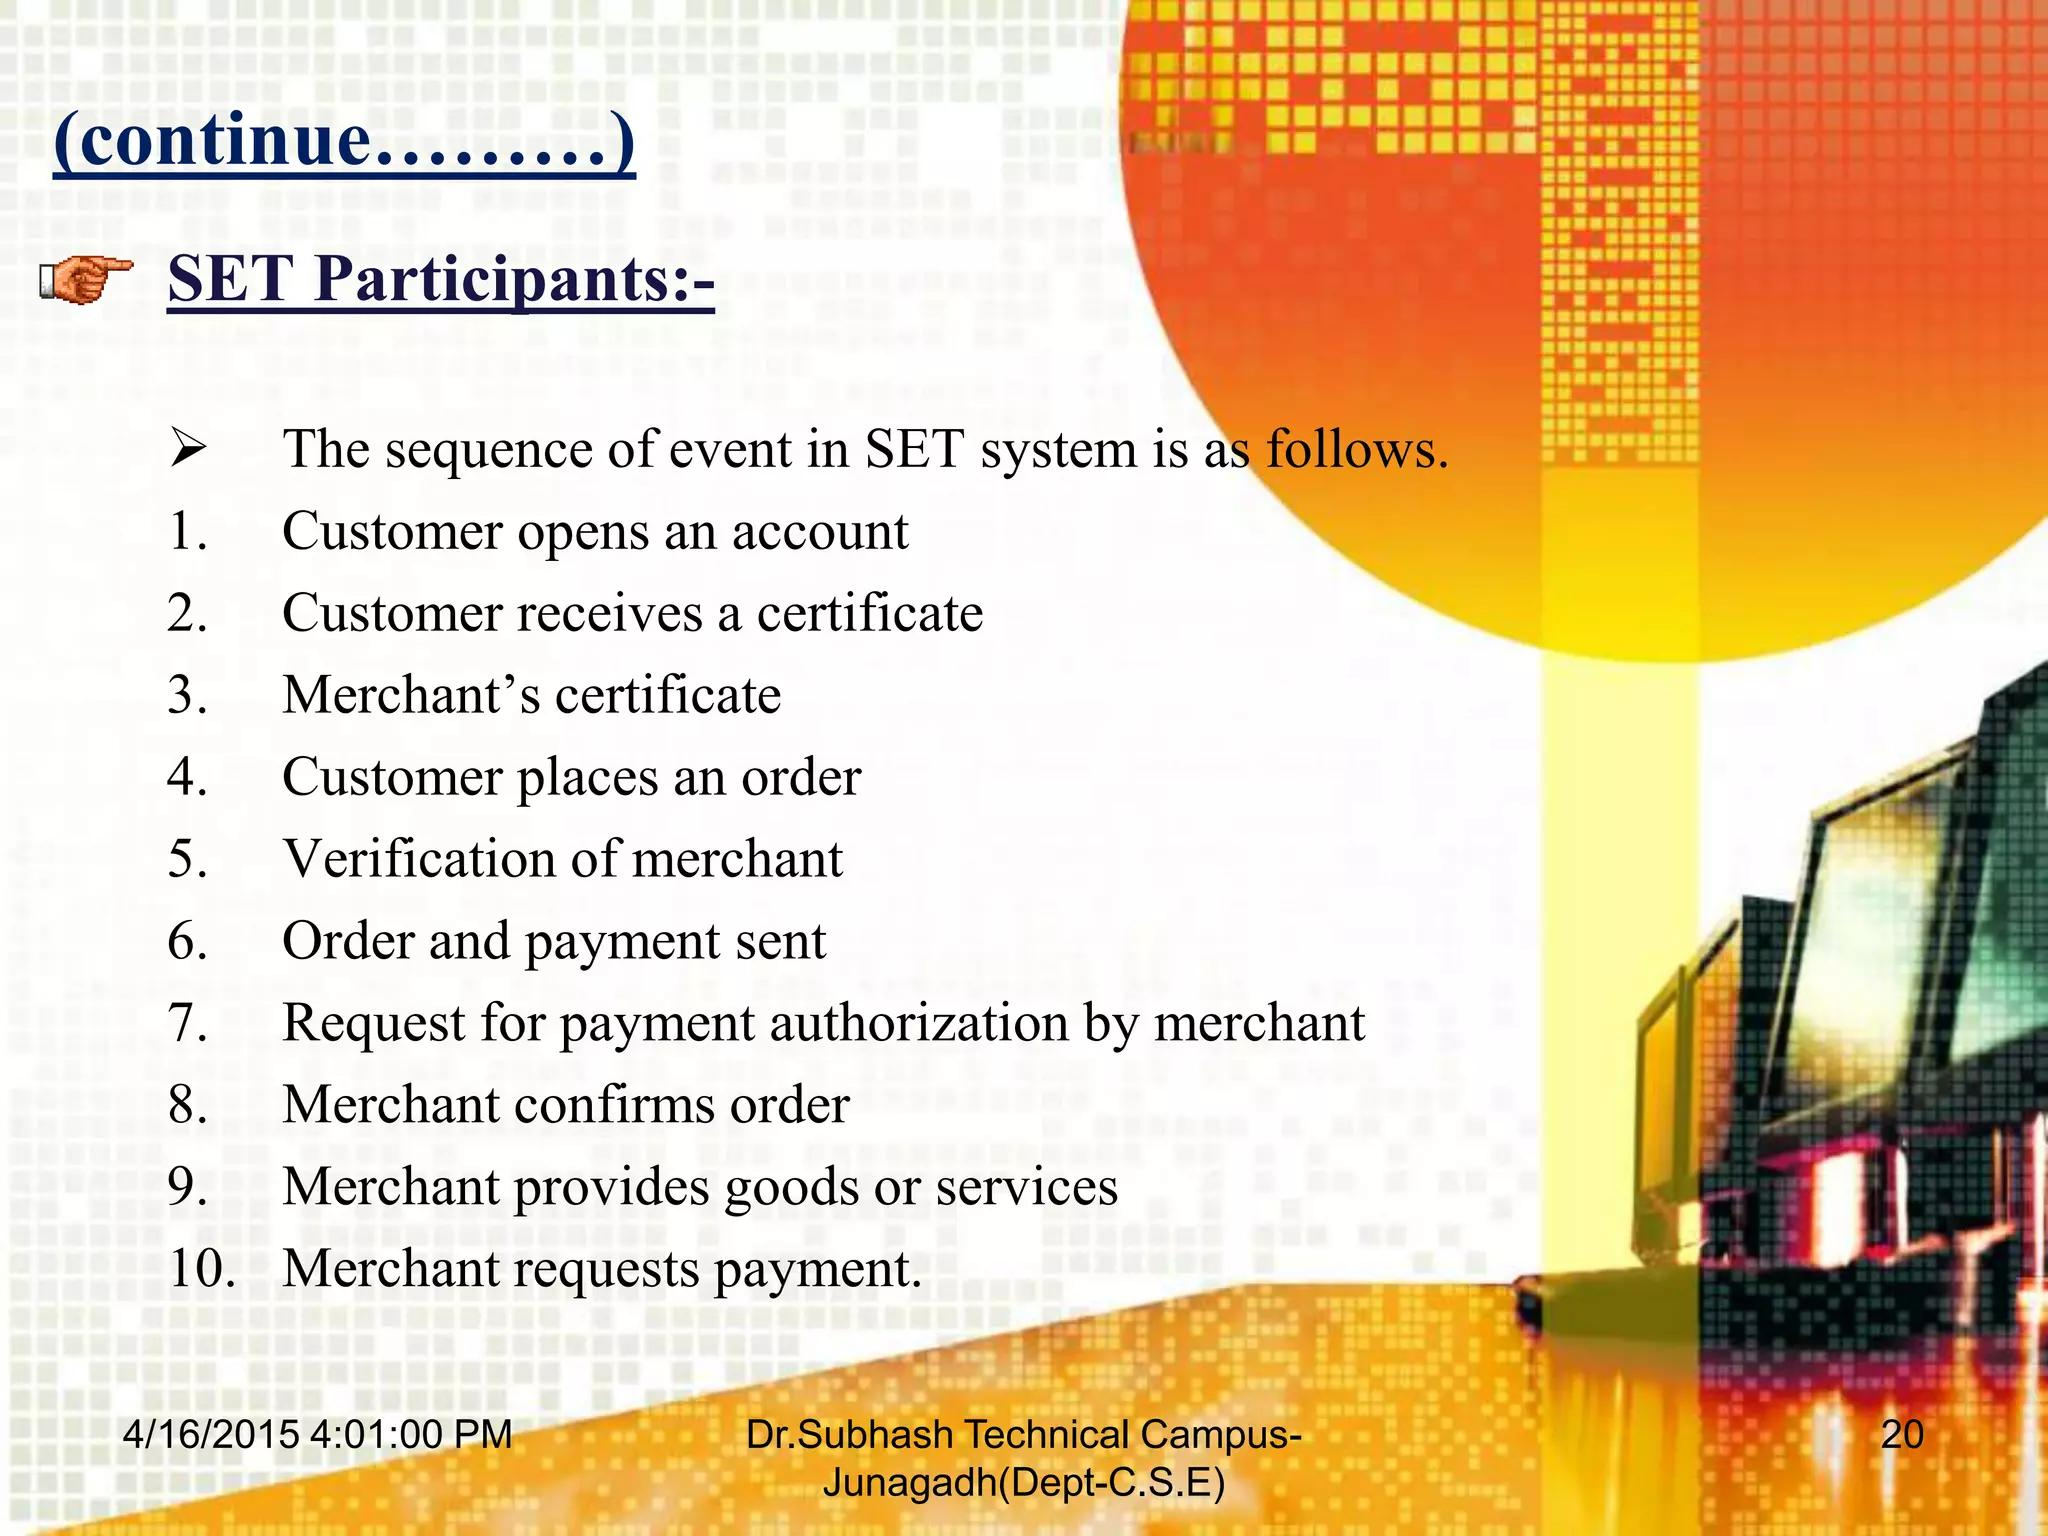 (continue………)
SET Participants:-
➢ The sequence of event in SET system is as follows.
1. Customer opens an account
2. Customer receives a certificate
3. Merchant’s certificate
4. Customer places an order
5. Verification of merchant
6. Order and payment sent
7. Request for payment authorization by merchant
8. Merchant confirms order
9. Merchant provides goods or services
10. Merchant requests payment.
4/16/2015 4:01:00 PM
Dr.Subhash Technical Campus-
Junagadh(Dept-C.S.E)
20